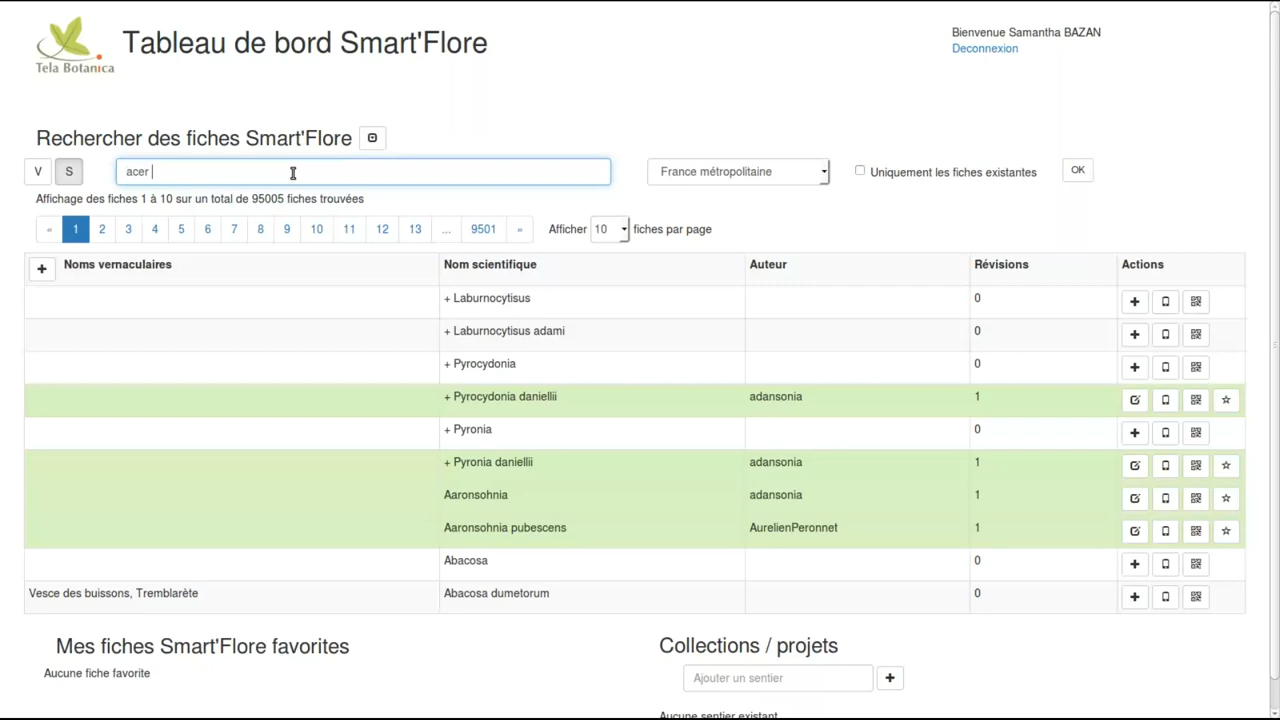 Tela Botanica
Tableau de bord Smart'Flore
Bienvenue Samantha BAZAN
Deconnexion
Rechercher des fiches Smart'Flore
V S acer France métropolitaine Uniquement les fiches existantes OK
Affichage des fiches 1 à 10 sur un total de 95005 fiches trouvées
« 1 2 3 4 5 6 7 8 9 10 11 12 13 ... 9501 » Afficher 10 fiches par page
+ Noms vernaculaires Nom scientifique Auteur Révisions Actions
+ Laburnocytisus 0
+ Laburnocytisus adami 0
+ Pyrocydonia 0
+ Pyrocydonia daniellii adansonia 1
+ Pyronia 0
+ Pyronia daniellii adansonia 1
Aaronsohnia adansonia 1
Aaronsohnia pubescens AurelienPeronnet 1
Abacosa 0
Vesce des buissons, Tremblarète Abacosa dumetorum 0
Mes fiches Smart'Flore favorites
Aucune fiche favorite
Collections / projets
Ajouter un sentier +
Aucune sentier existant